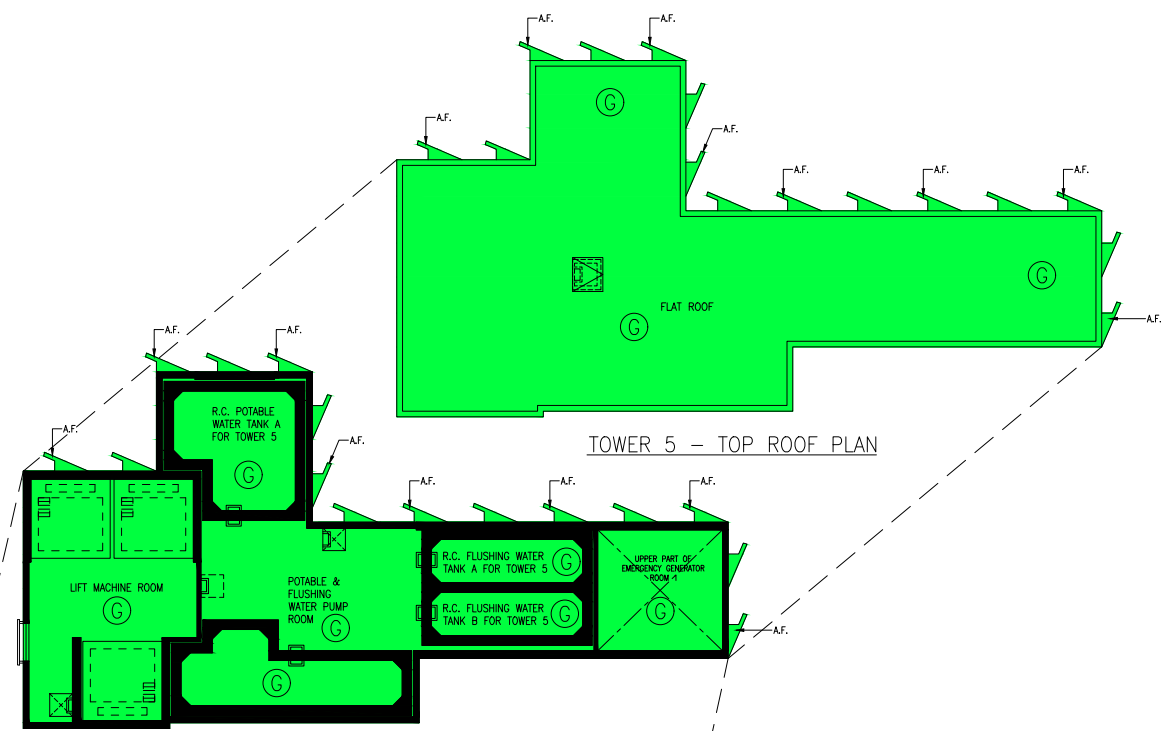 A.F.
A.F.
G
A.F.
A.F.
A.F.
A.F.
A.F.
G
FLAT ROOF
G
A.F.
A.F.
A.F.
TOWER 5 – TOP ROOF PLAN
R.C. POTABLE
WATER TANK A
FOR TOWER 5
G
A.F.
A.F.
A.F.
A.F.
A.F.
R.C. FLUSHING WATER
TANK A FOR TOWER 5
G
UPPER PART OF
EMERGENCY GENERATOR
ROOM 1
G
LIFT MACHINE ROOM
G
POTABLE &
FLUSHING
WATER PUMP
ROOM
G
R.C. FLUSHING WATER
TANK B FOR TOWER 5
G
A.F.
G